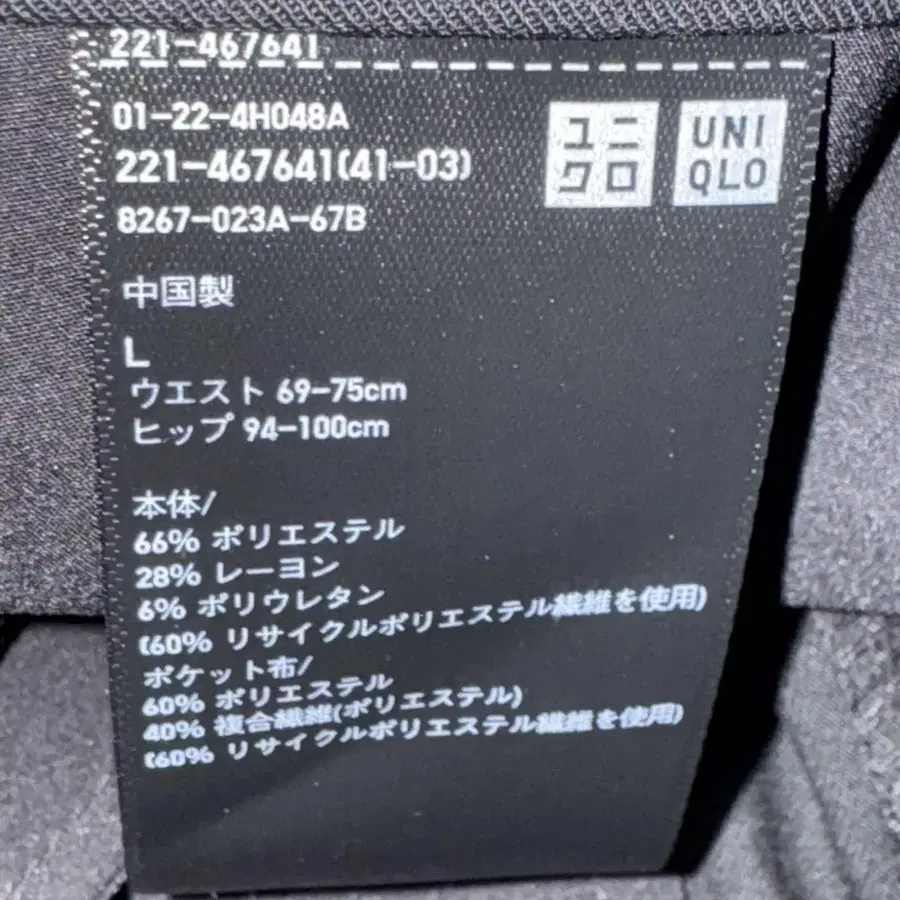 221-467641
01-22-4H048A
221-467641(41-03)
8267-023A-67B
ユニ
クロ
UNI
QLO
中国製
L
ウエスト 69-75cm
ヒップ 94-100cm
本体/
66% ポリエステル
28% レーヨン
6% ポリウレタン
(60% リサイクルポリエステル繊維を使用)
ポケット布/
60% ポリエステル
40% 複合繊維(ポリエステル)
(60% リサイクルポリエステル繊維を使用)